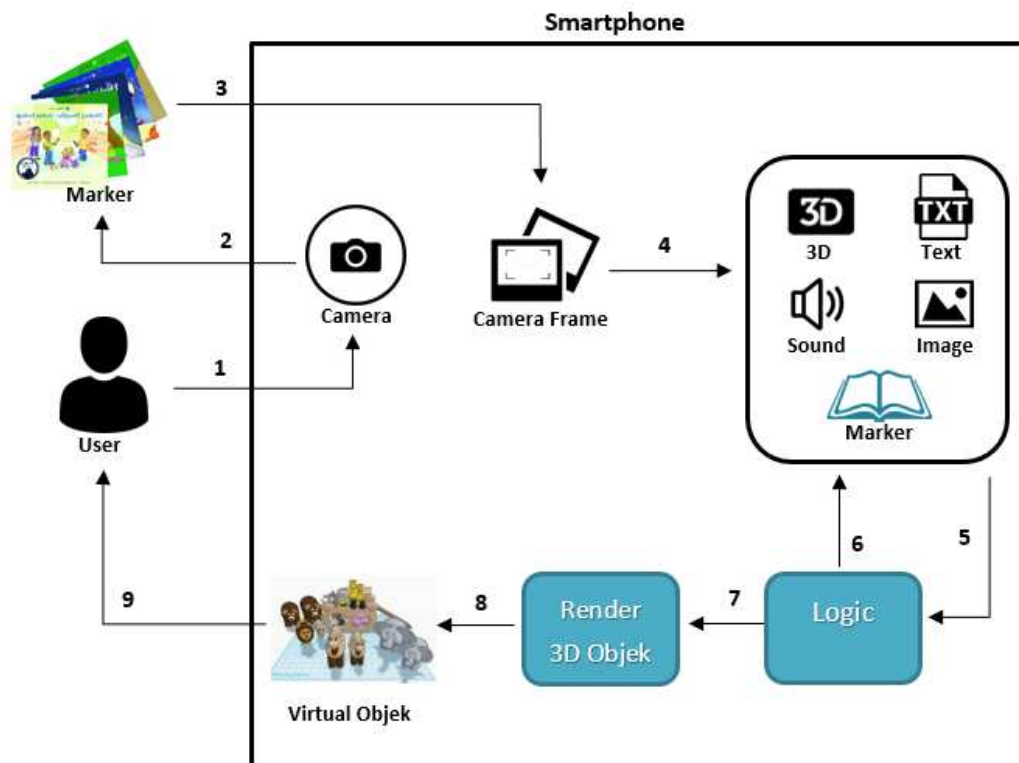 Smartphone
3
Marker
2
Camera
Camera Frame
4
3D
3D
TXT
Text
Sound
Image
Marker
1
User
5
6
9
8
Render
3D Objek
7
Logic
Virtual Objek